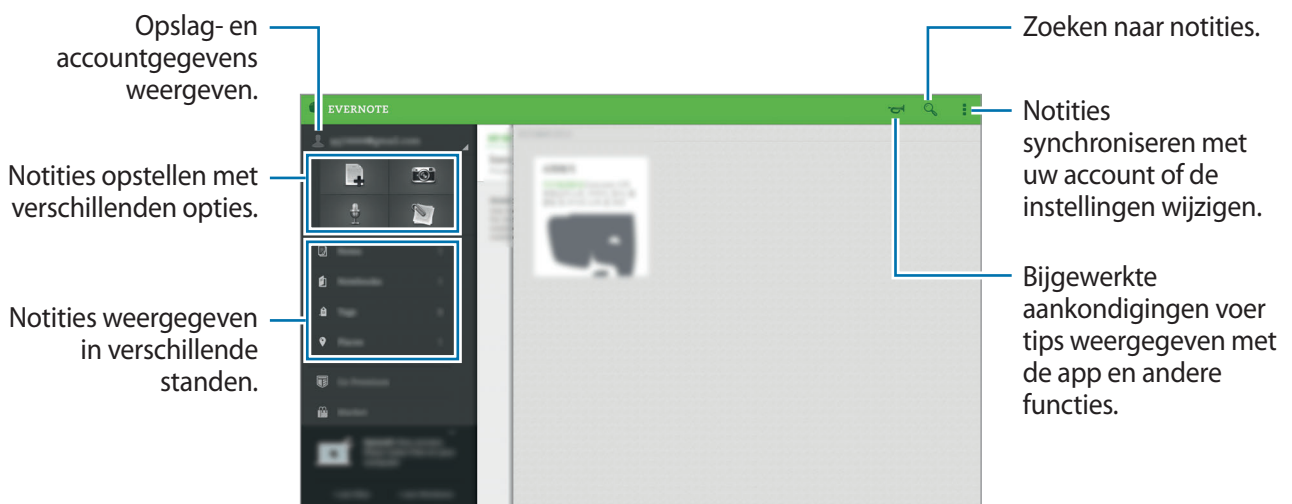 Opslag- en
accountgegevens
weergeven.
Notities opstellen met
verschillenden opties.
Notities weergegeven
in verschillende
standen.
EVERNOTE
Zoeken naar notities.
Notities
synchroniseren met
uw account of de
instellingen wijzigen.
Bijgewerkte
aankondigingen voer
tips weergegeven met
de app en andere
functies.